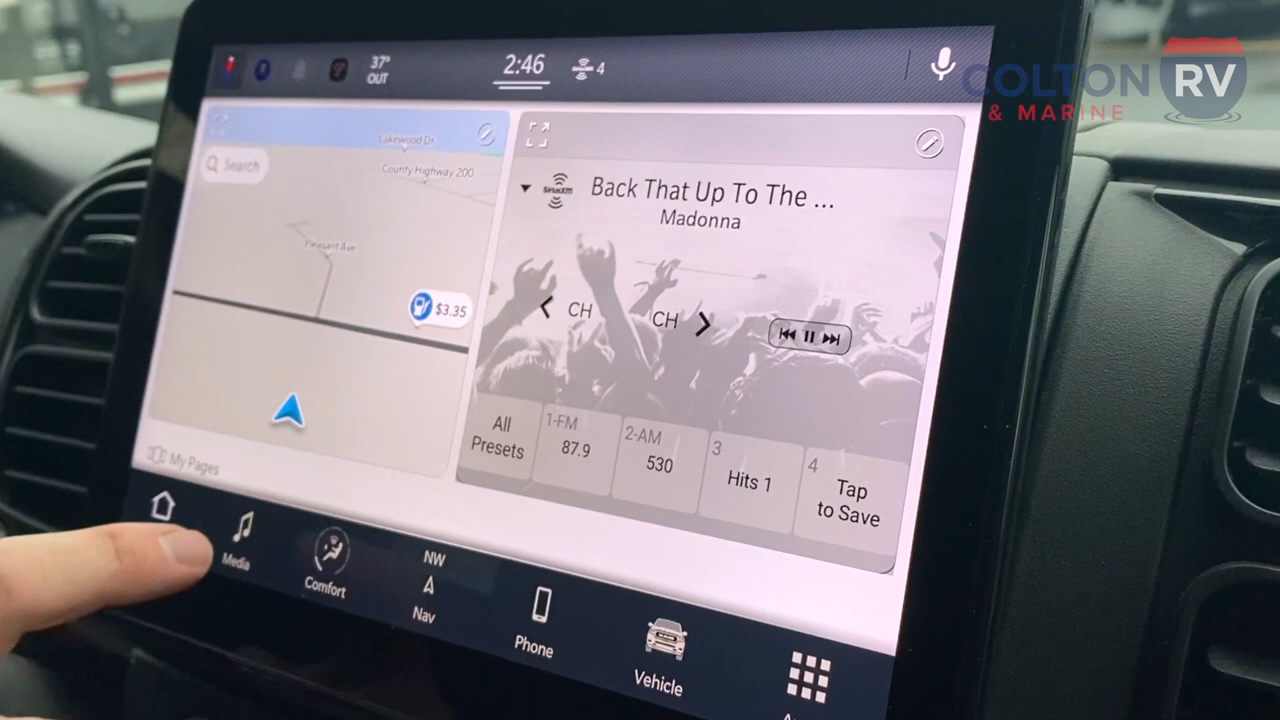 37°
OUT
2:46
4
COLTON
RV
& MARINE
Lakewood Dr
County Highway 200
Search
Pleasant Ave
$3.35
SiriusXM
Back That Up To The ...
Madonna
CH
CH
All
Presets
1-FM
87.9
2-AM
530
3
Hits 1
4
Tap
to Save
My Pages
Media
Comfort
NW
Nav
Phone
Vehicle